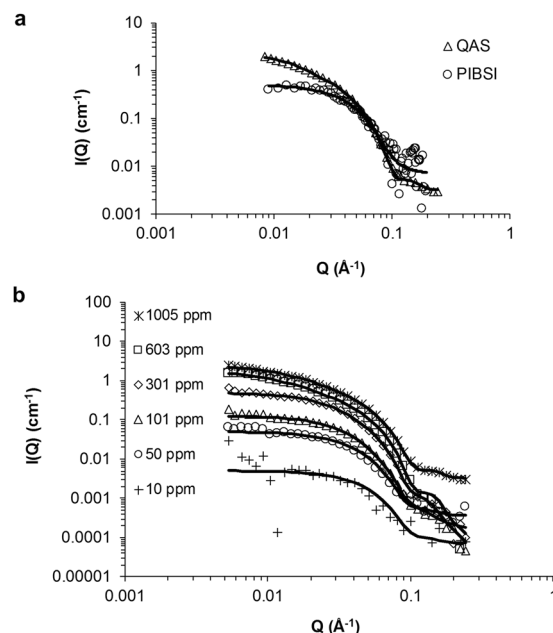 a
10
1
0.1
0.01
0.001
I(Q) (cm-1)
QAS
PIBSI
0.001
0.01
0.1
1
Q (Å-1)
b
100
10
1
0.1
0.01
0.001
0.0001
0.00001
I(Q) (cm-1)
1005 ppm
603 ppm
301 ppm
101 ppm
50 ppm
10 ppm
0.001
0.01
0.1
1
Q (Å-1)